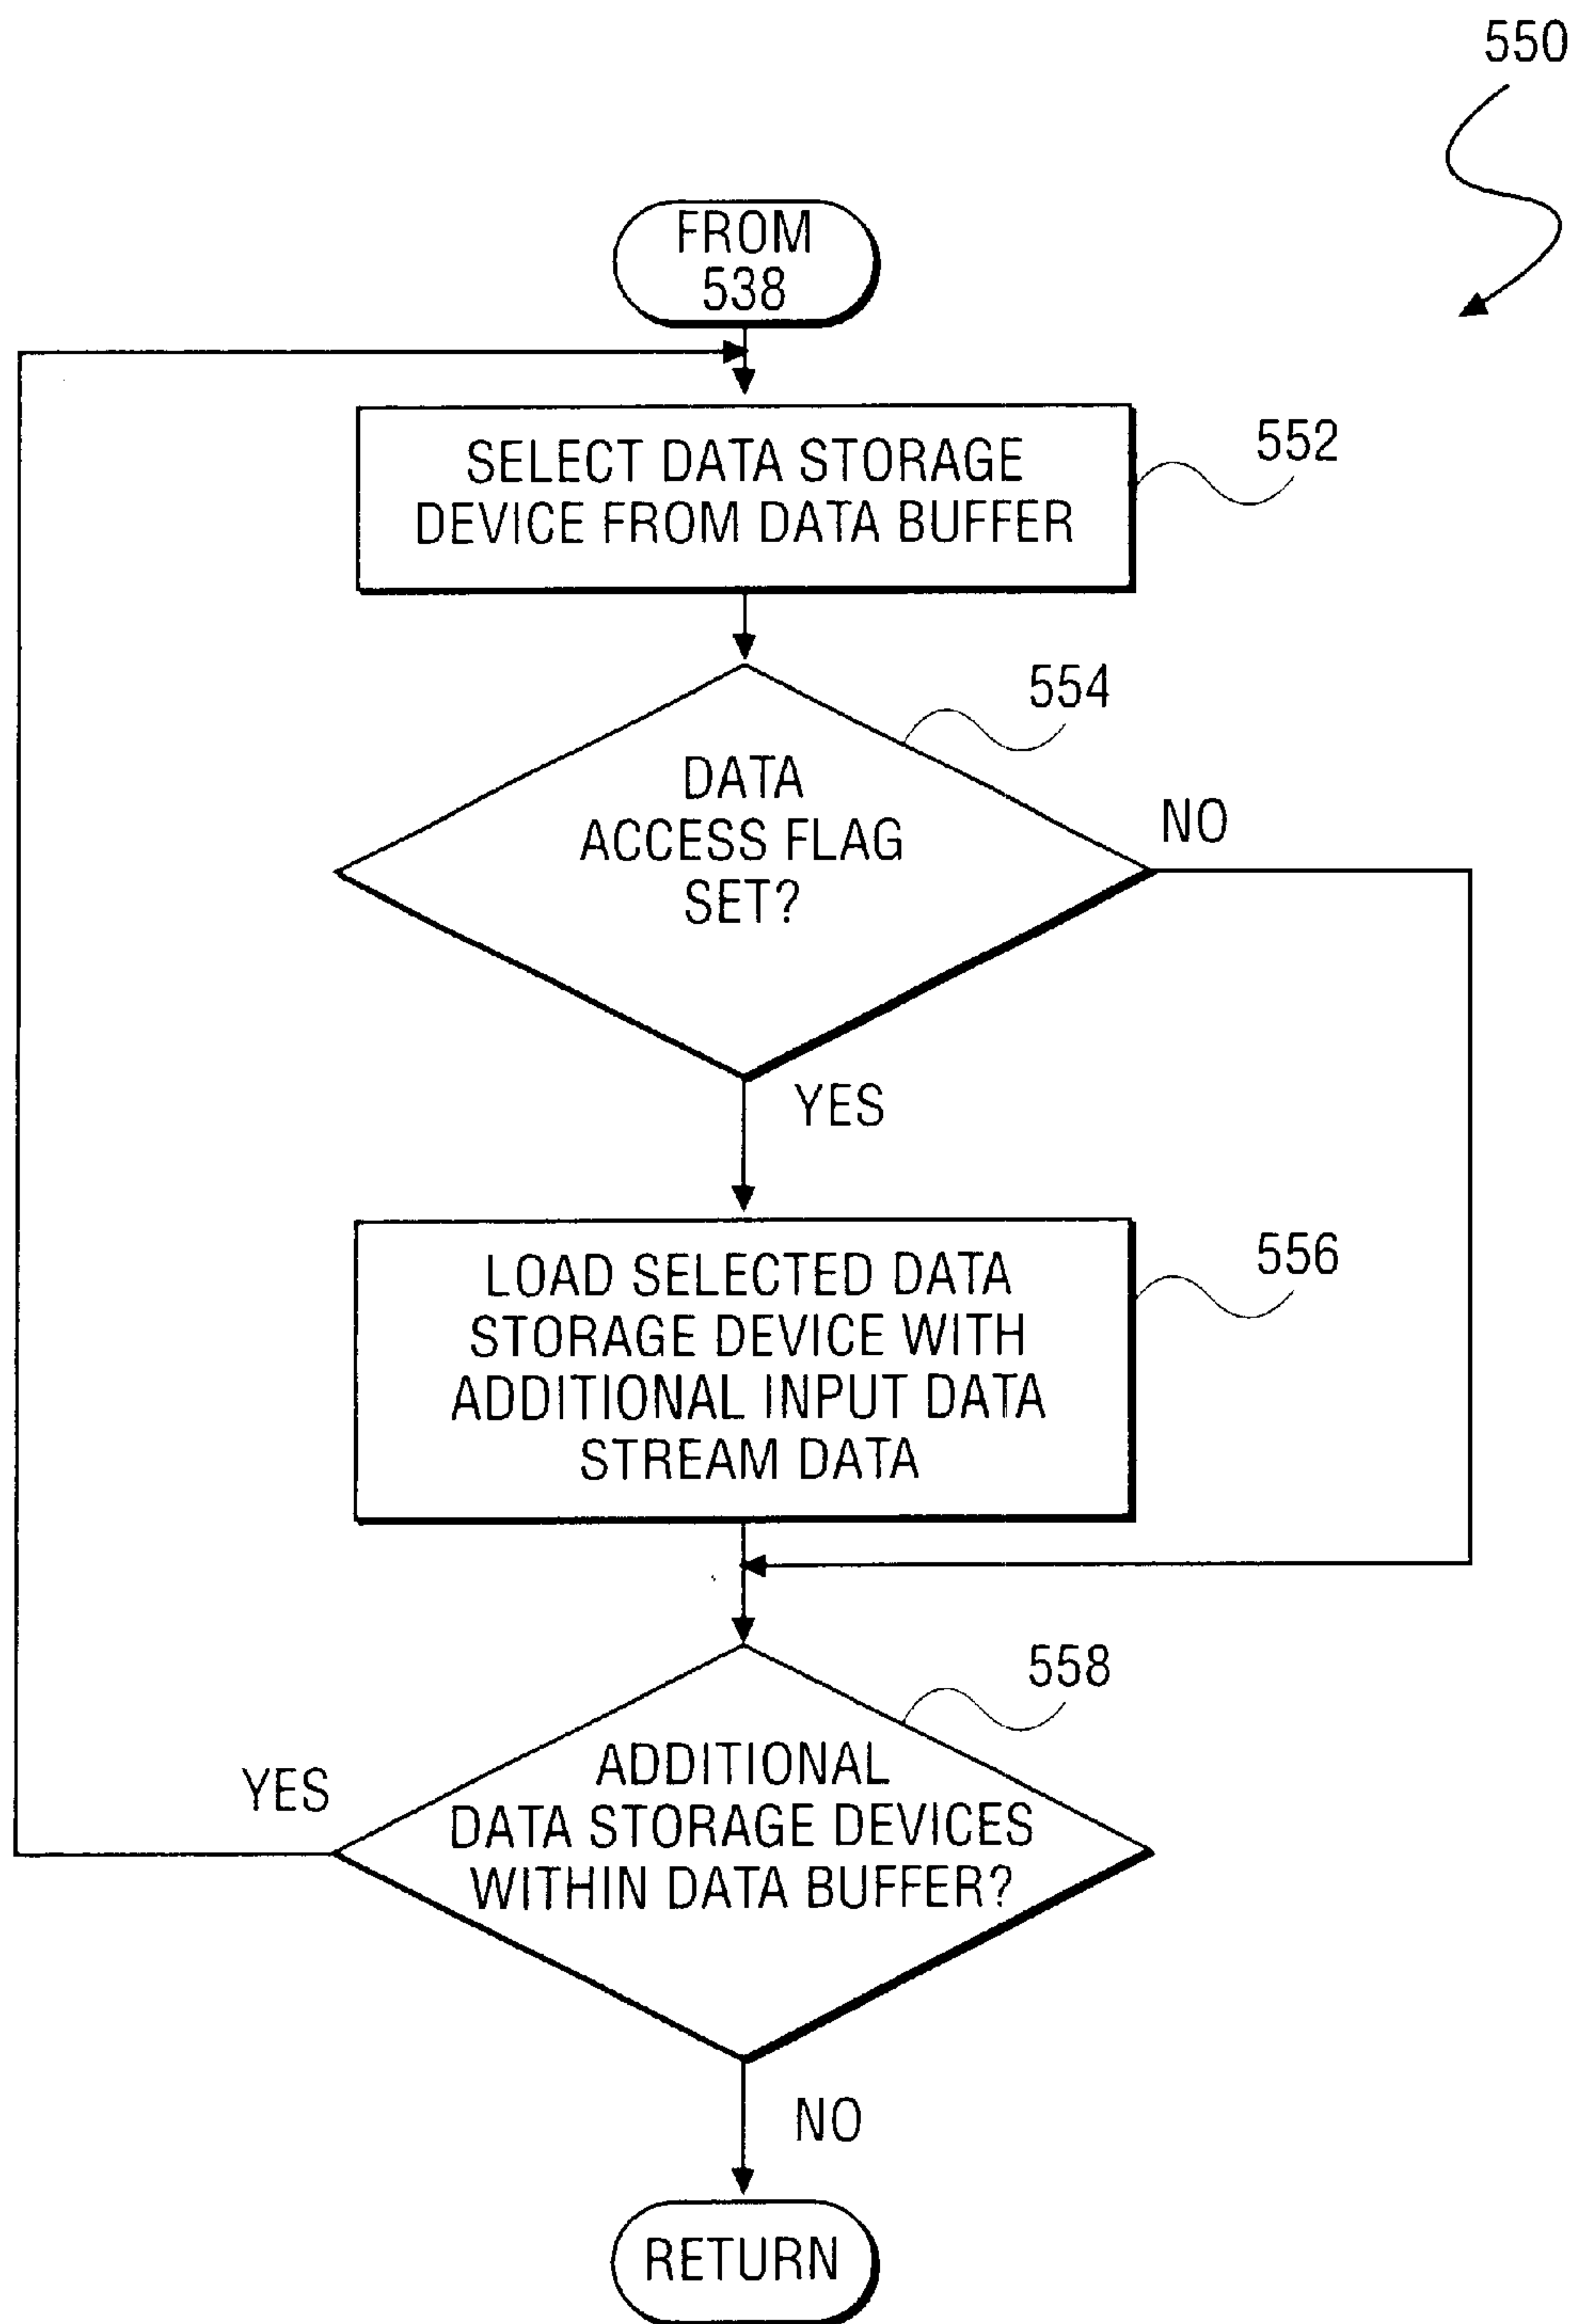 550
FROM
538
SELECT DATA STORAGE
DEVICE FROM DATA BUFFER
552
554
DATA
ACCESS FLAG
SET?
NO
YES
LOAD SELECTED DATA
STORAGE DEVICE WITH
ADDITIONAL INPUT DATA
STREAM DATA
556
558
ADDITIONAL
DATA STORAGE DEVICES
WITHIN DATA BUFFER?
YES
NO
RETURN